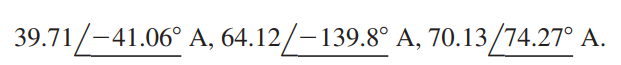 39.71/−41.06° A, 64.12/−139.8° A, 70.13/74.27° A.